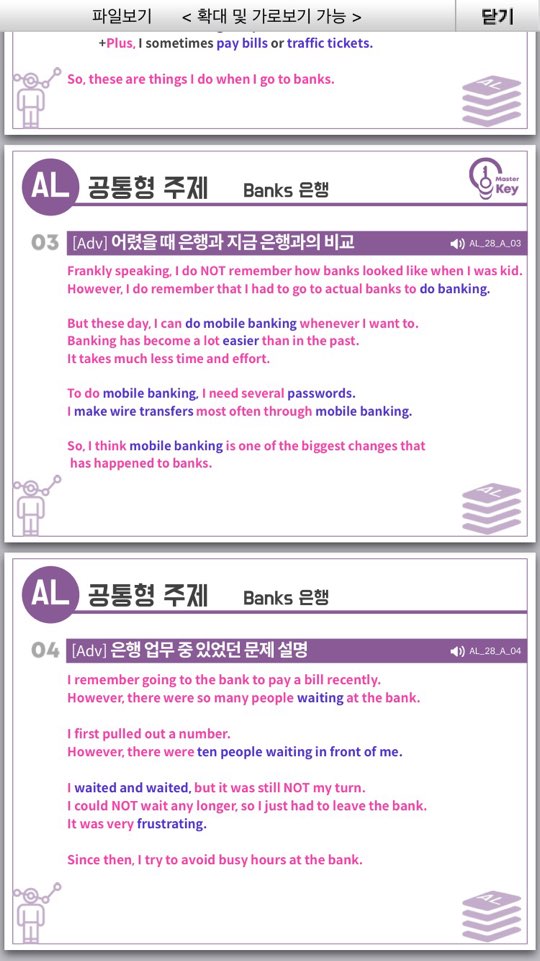 파일보기 < 확대 및 가로보기 가능 > 닫기
+Plus, I sometimes pay bills or traffic tickets.
So, these are things I do when I go to banks.
AL
AL 공통형 주제 Banks 은행
Master Key
03 [Adv] 어렸을 때 은행과 지금 은행과의 비교 AL_28_A_03
Frankly speaking, I do NOT remember how banks looked like when I was kid.
However, I do remember that I had to go to actual banks to do banking.
But these day, I can do mobile banking whenever I want to.
Banking has become a lot easier than in the past.
It takes much less time and effort.
To do mobile banking, I need several passwords.
I make wire transfers most often through mobile banking.
So, I think mobile banking is one of the biggest changes that
has happened to banks.
AL
AL 공통형 주제 Banks 은행
04 [Adv] 은행 업무 중 있었던 문제 설명 AL_28_A_04
I remember going to the bank to pay a bill recently.
However, there were so many people waiting at the bank.
I first pulled out a number.
However, there were ten people waiting in front of me.
I waited and waited, but it was still NOT my turn.
I could NOT wait any longer, so I just had to leave the bank.
It was very frustrating.
Since then, I try to avoid busy hours at the bank.
AL